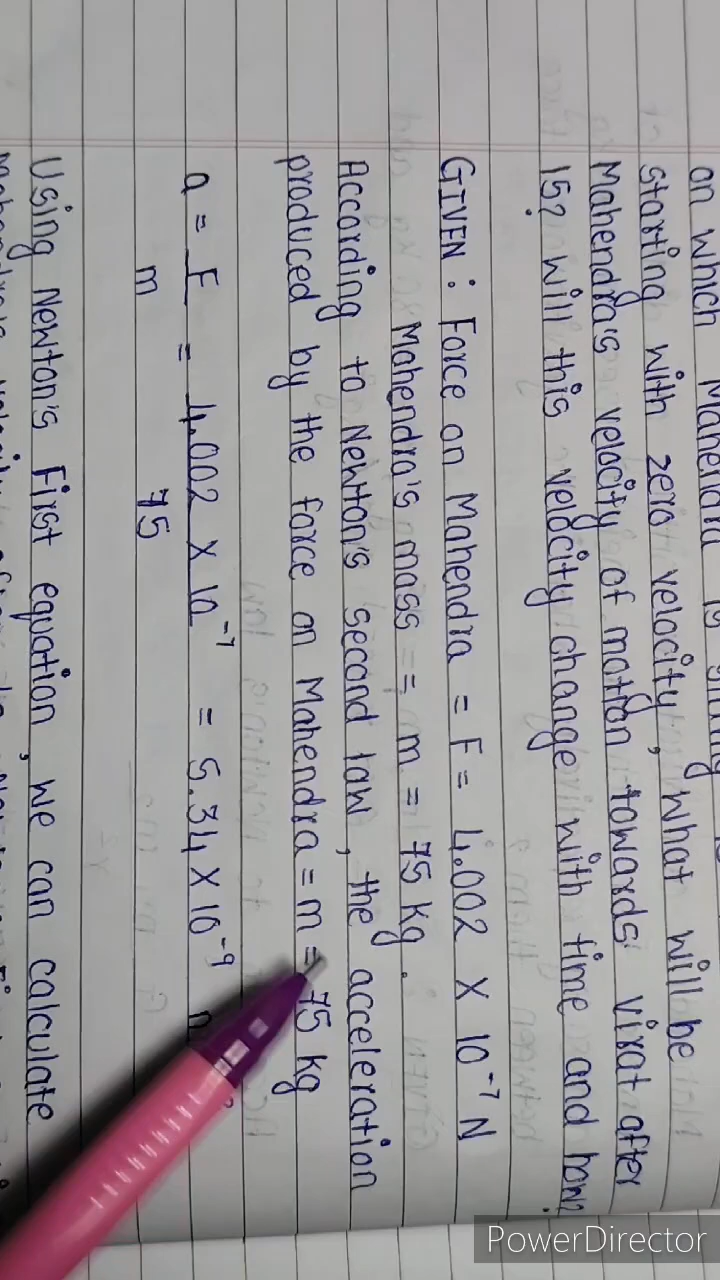 on which Mahendra is sitting
starting with zero velocity, what will be
Mahendra's velocity of motion towards virat after
15? will this velocity change with time and how?
GIVEN : Force on Mahendra = F = 4.002 X 10⁻⁷ N
Mahendra's mass = m = 75 kg.
According to Newton's second law, the acceleration
produced by the force on Mahendra = m = 75 kg
a = F = 4.002 X 10⁻⁷ = 5.34 X 10⁻⁹
m 75
Using Newton's First equation, we can calculate
PowerDirector